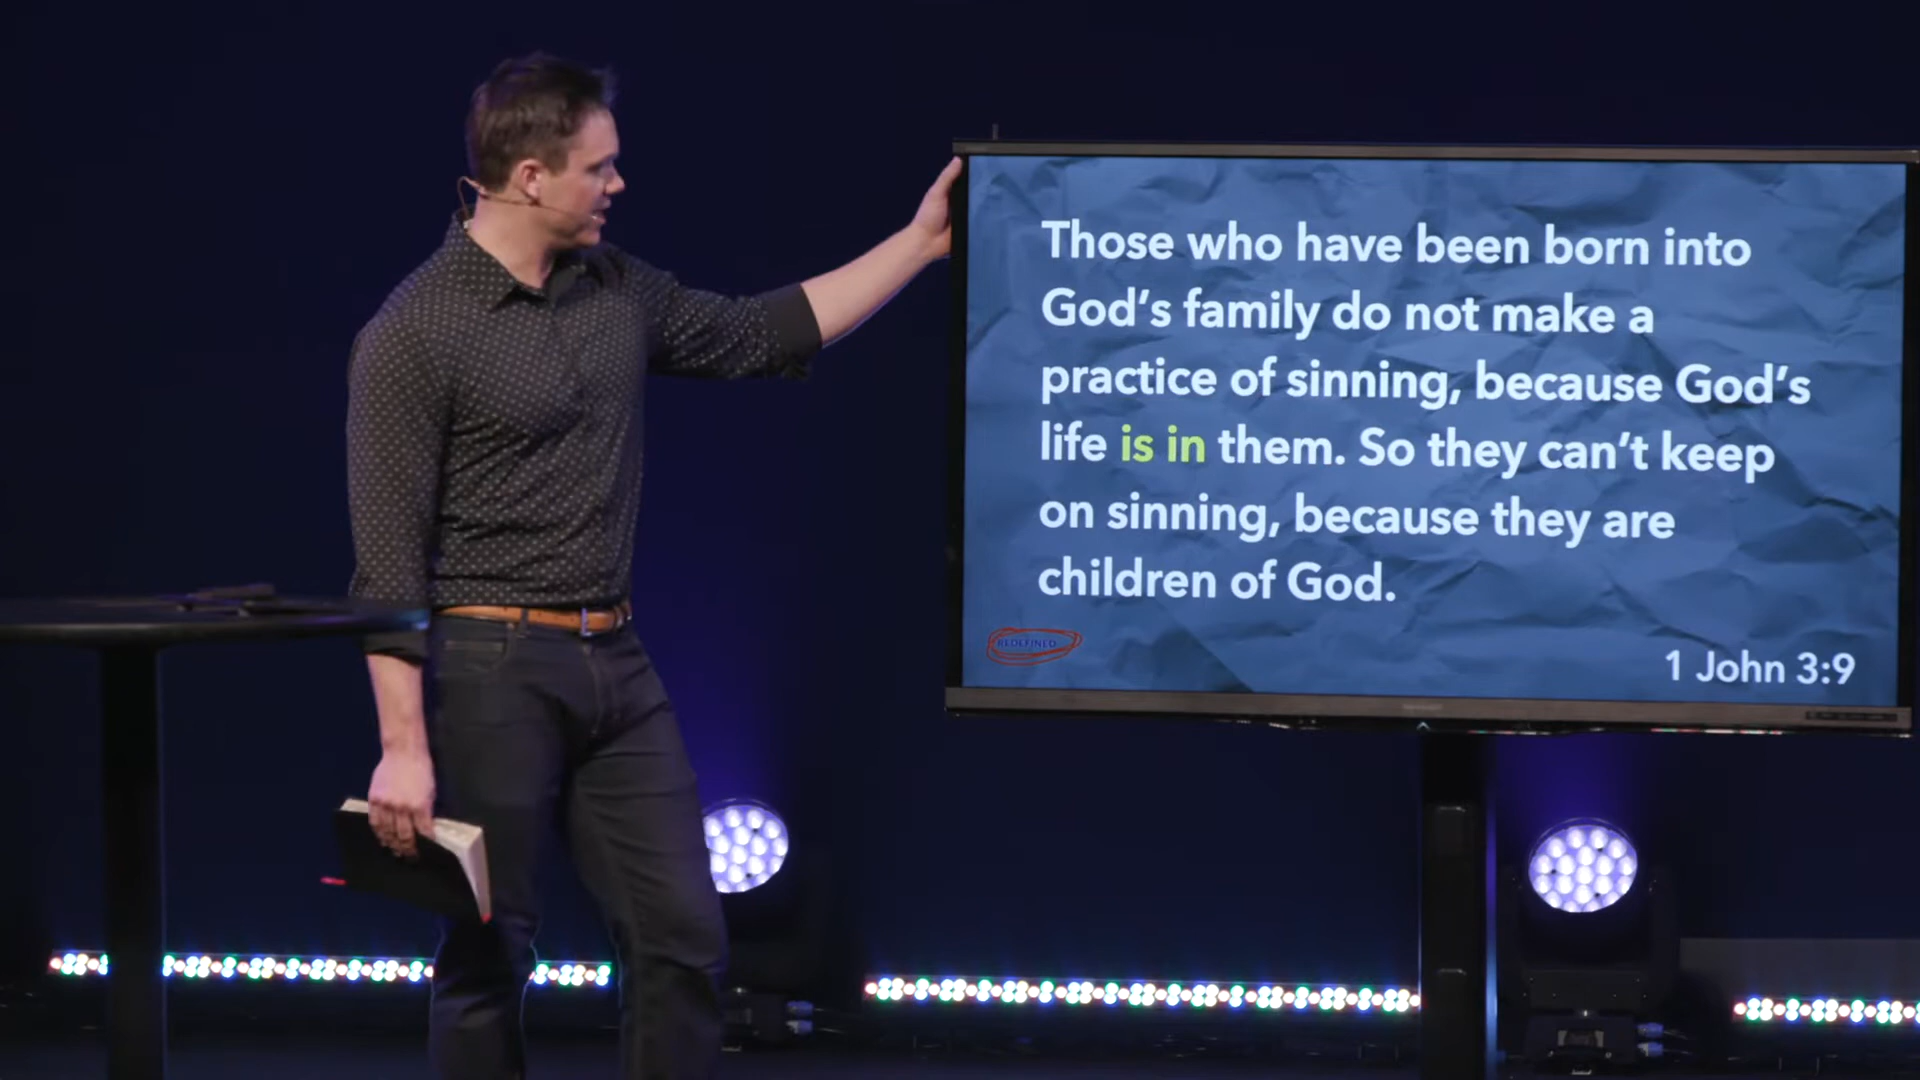 Those who have been born into
God's family do not make a
practice of sinning, because God's
life is in them. So they can't keep
on sinning, because they are
children of God.
REDEFINED
1 John 3:9